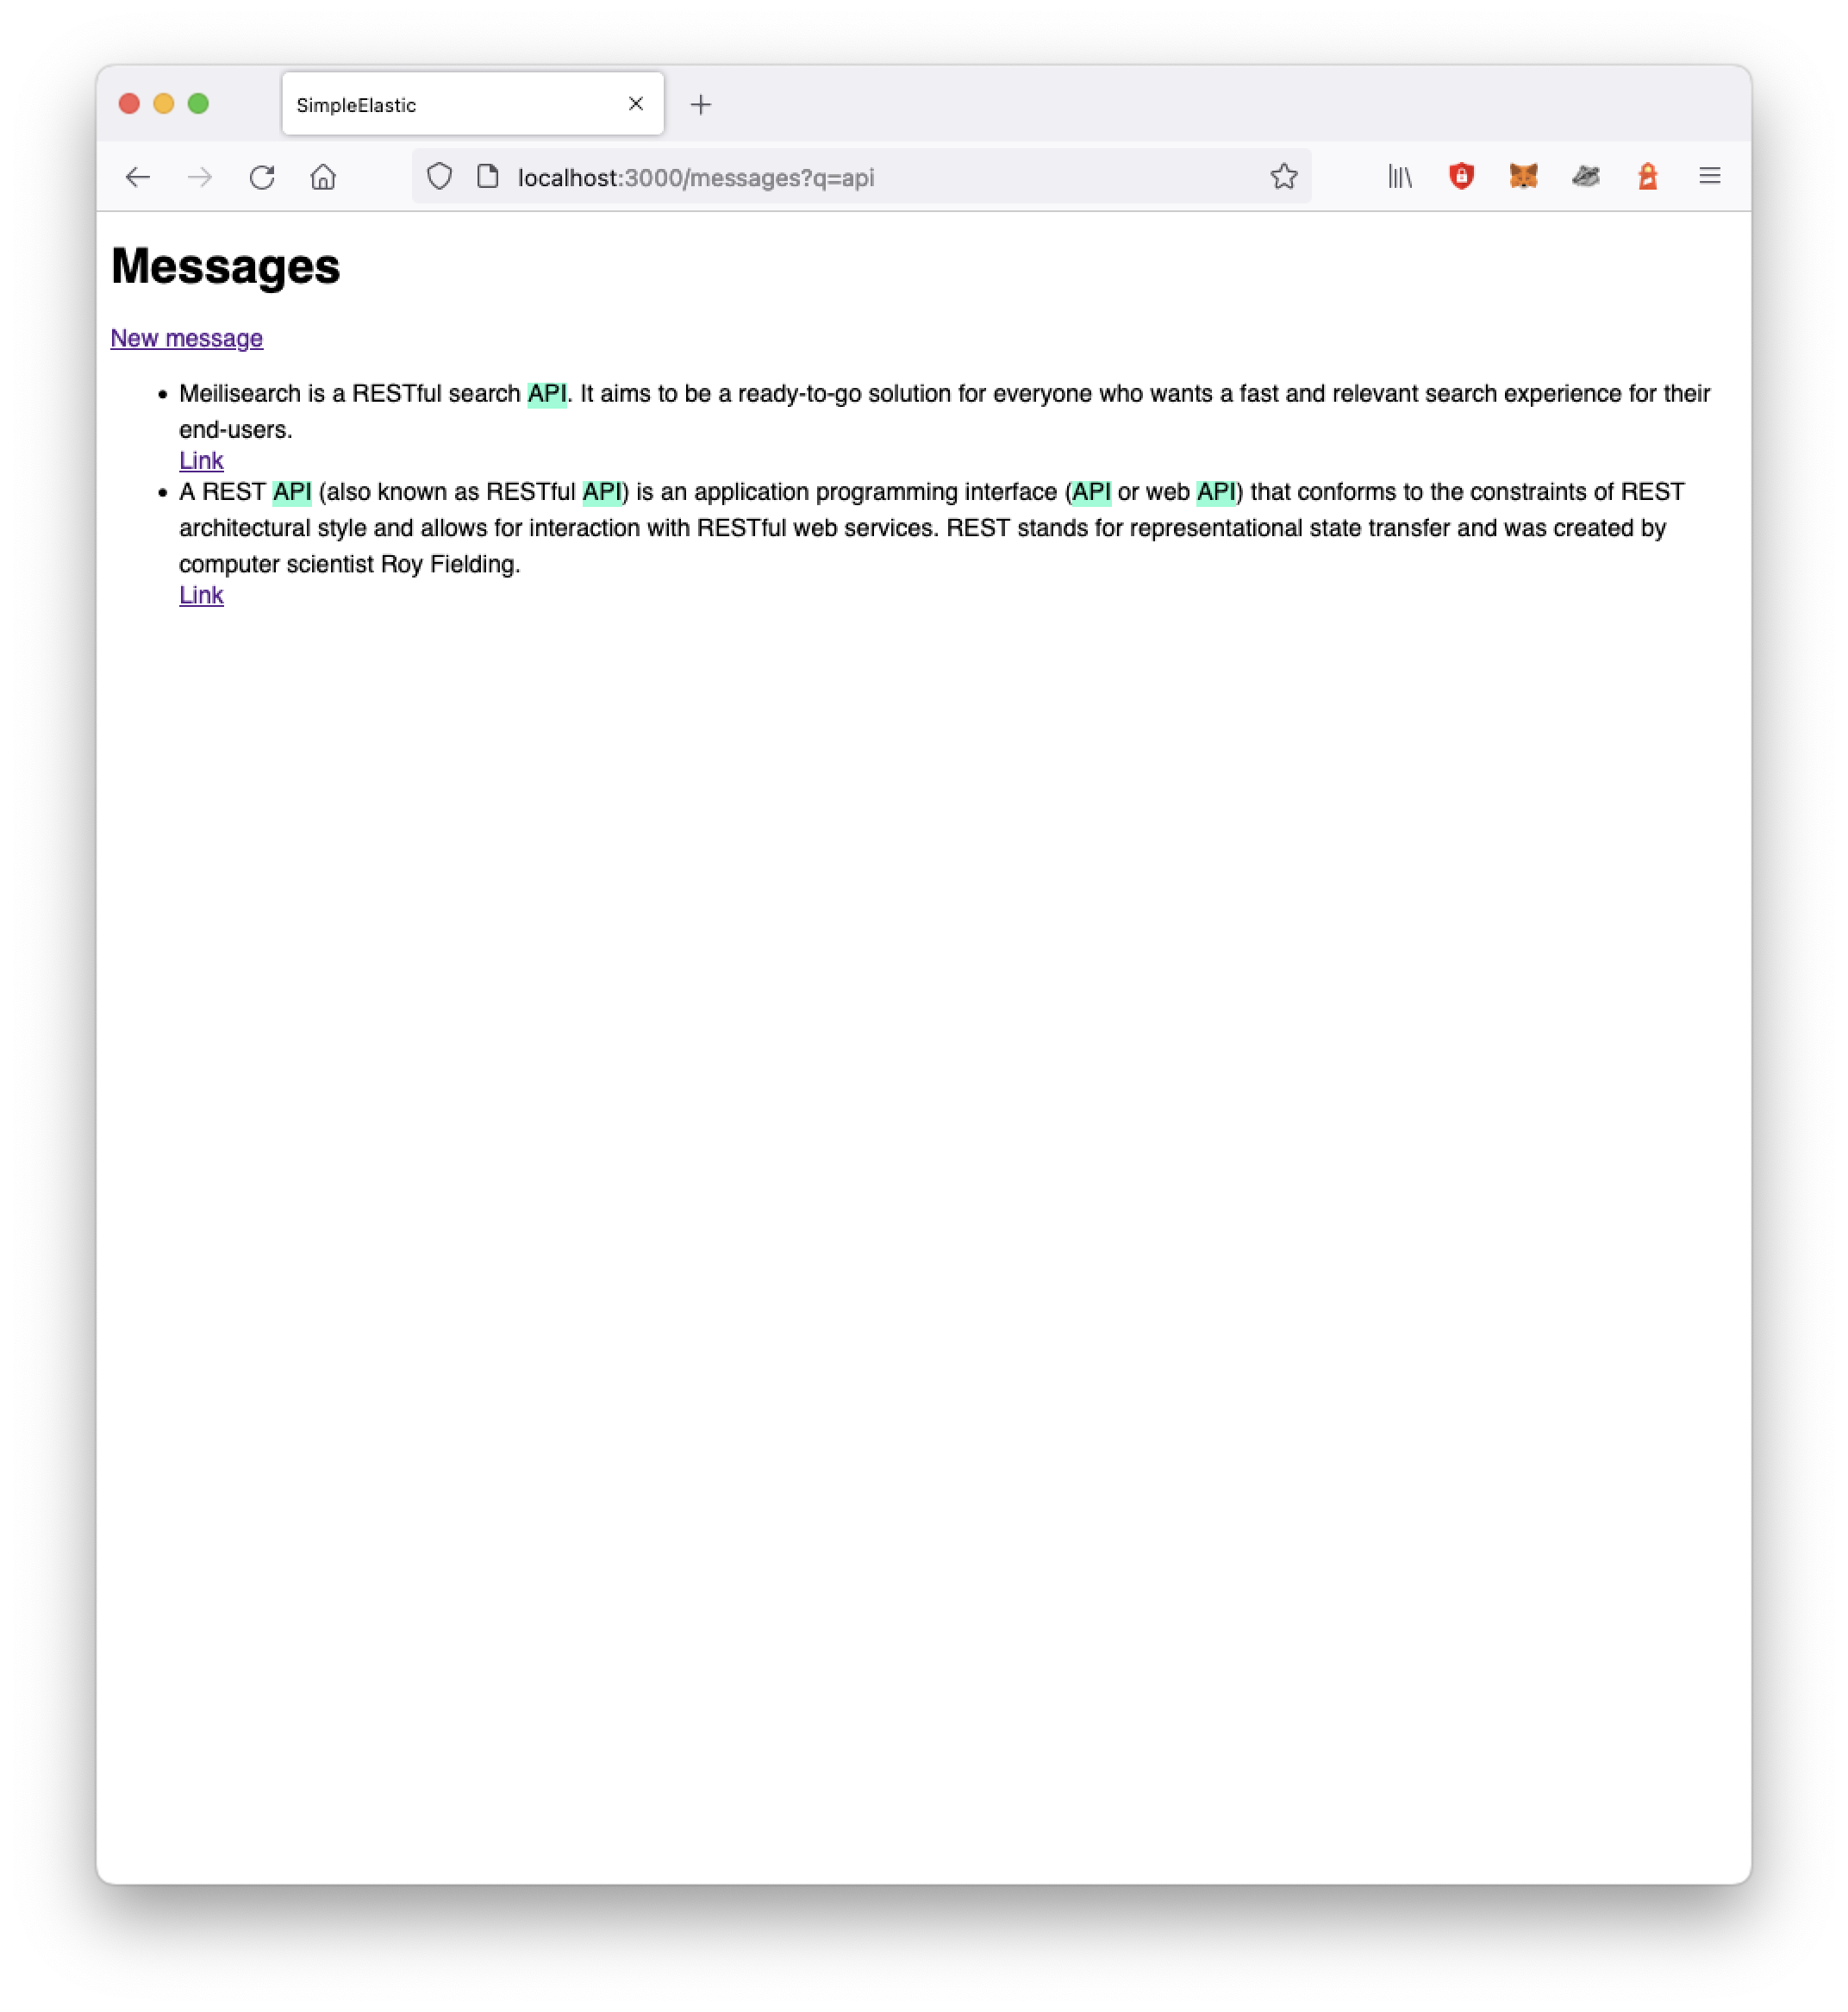 SimpleElastic
localhost:3000/messages?q=api
Messages
New message
Meilisearch is a RESTful search API. It aims to be a ready-to-go solution for everyone who wants a fast and relevant search experience for their
end-users.
Link
A REST API (also known as RESTful API) is an application programming interface (API or web API) that conforms to the constraints of REST
architectural style and allows for interaction with RESTful web services. REST stands for representational state transfer and was created by
computer scientist Roy Fielding.
Link